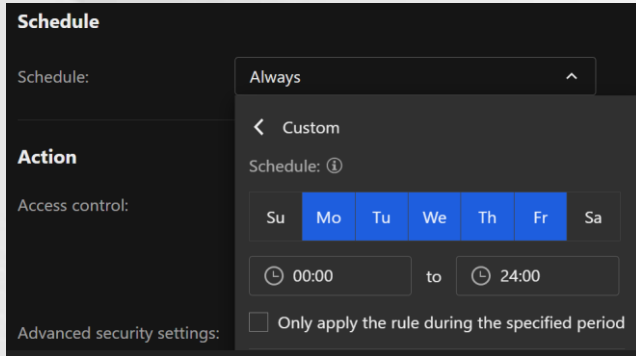 Schedule
Schedule:
Always
Custom
Schedule:
Su Mo Tu We Th Fr Sa
00:00 to 24:00
Only apply the rule during the specified period
Action
Access control:
Advanced security settings: